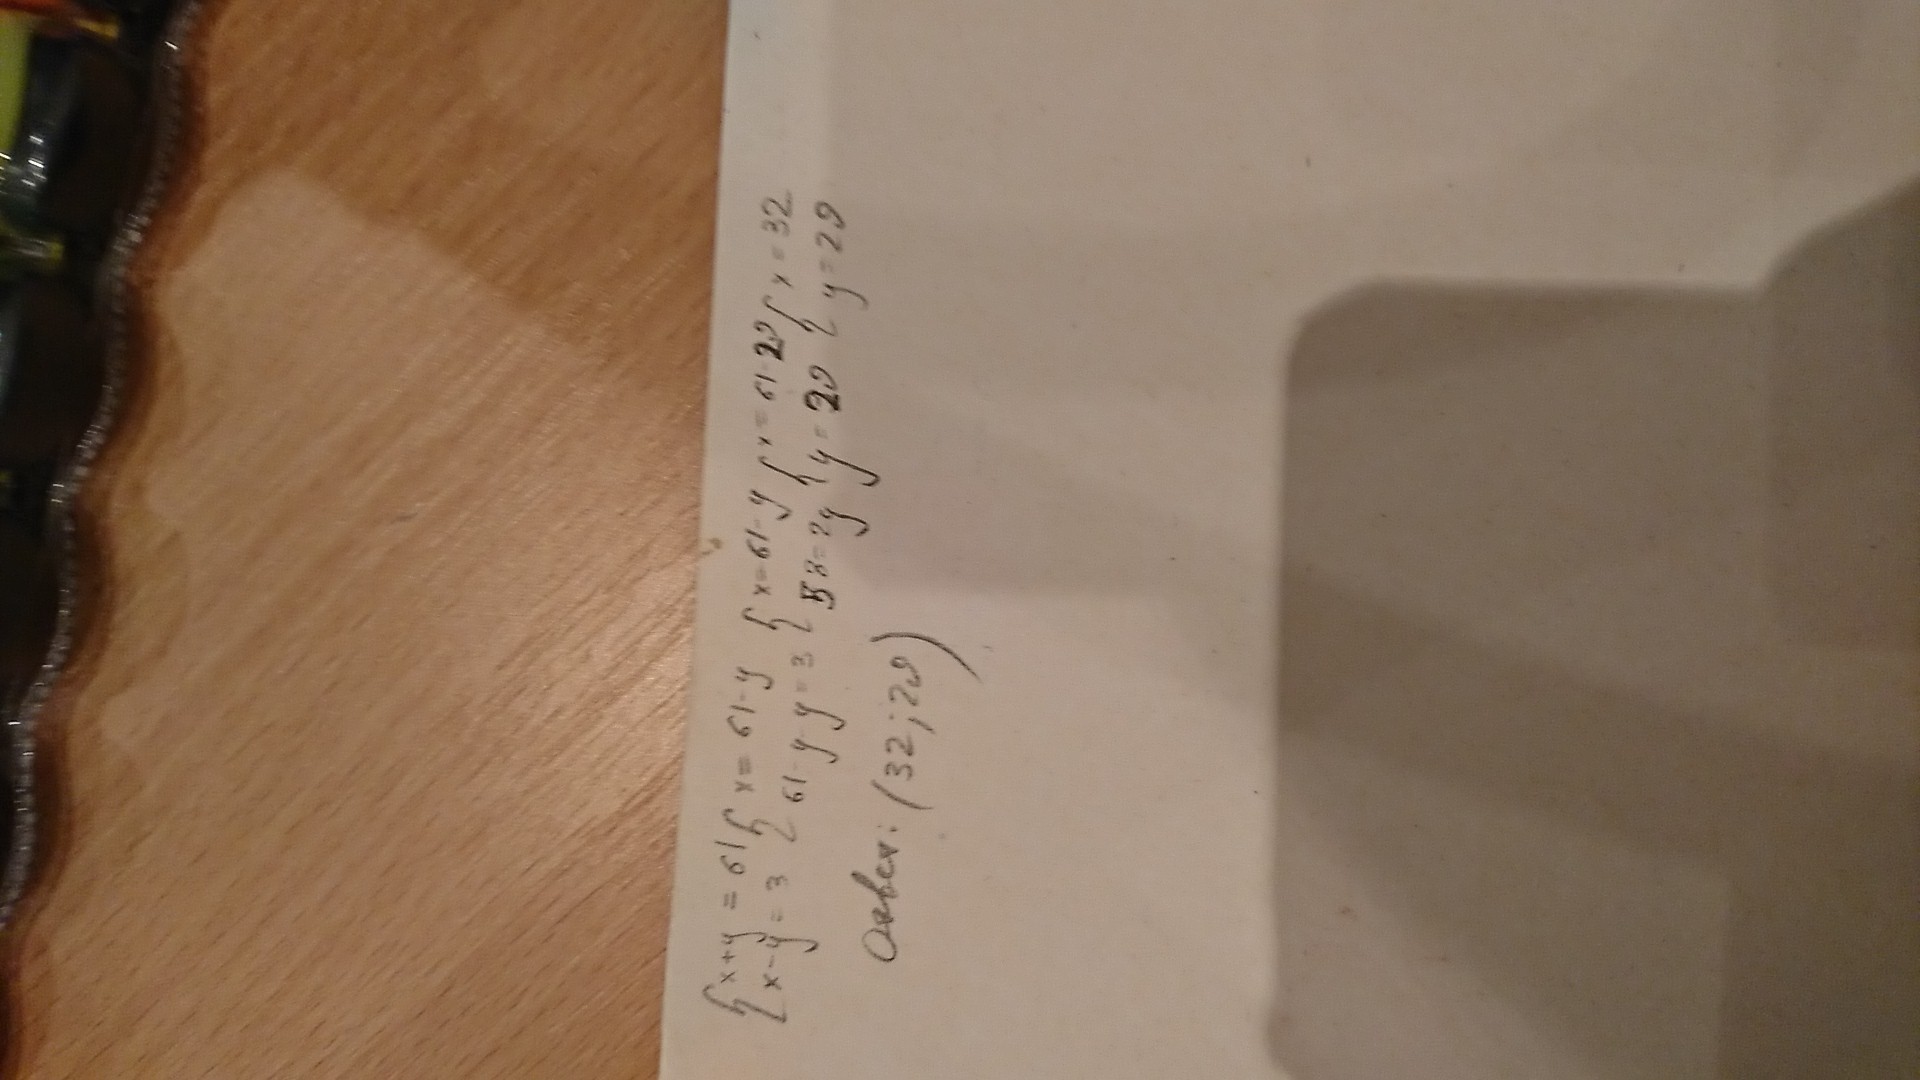 {x+y=61 {x=61-y {x=61-y {x=61-29 {x=32
{x-y=3 {61-y-y=3 {58=2y {y=29 {y=29
Ответ: (32;29)